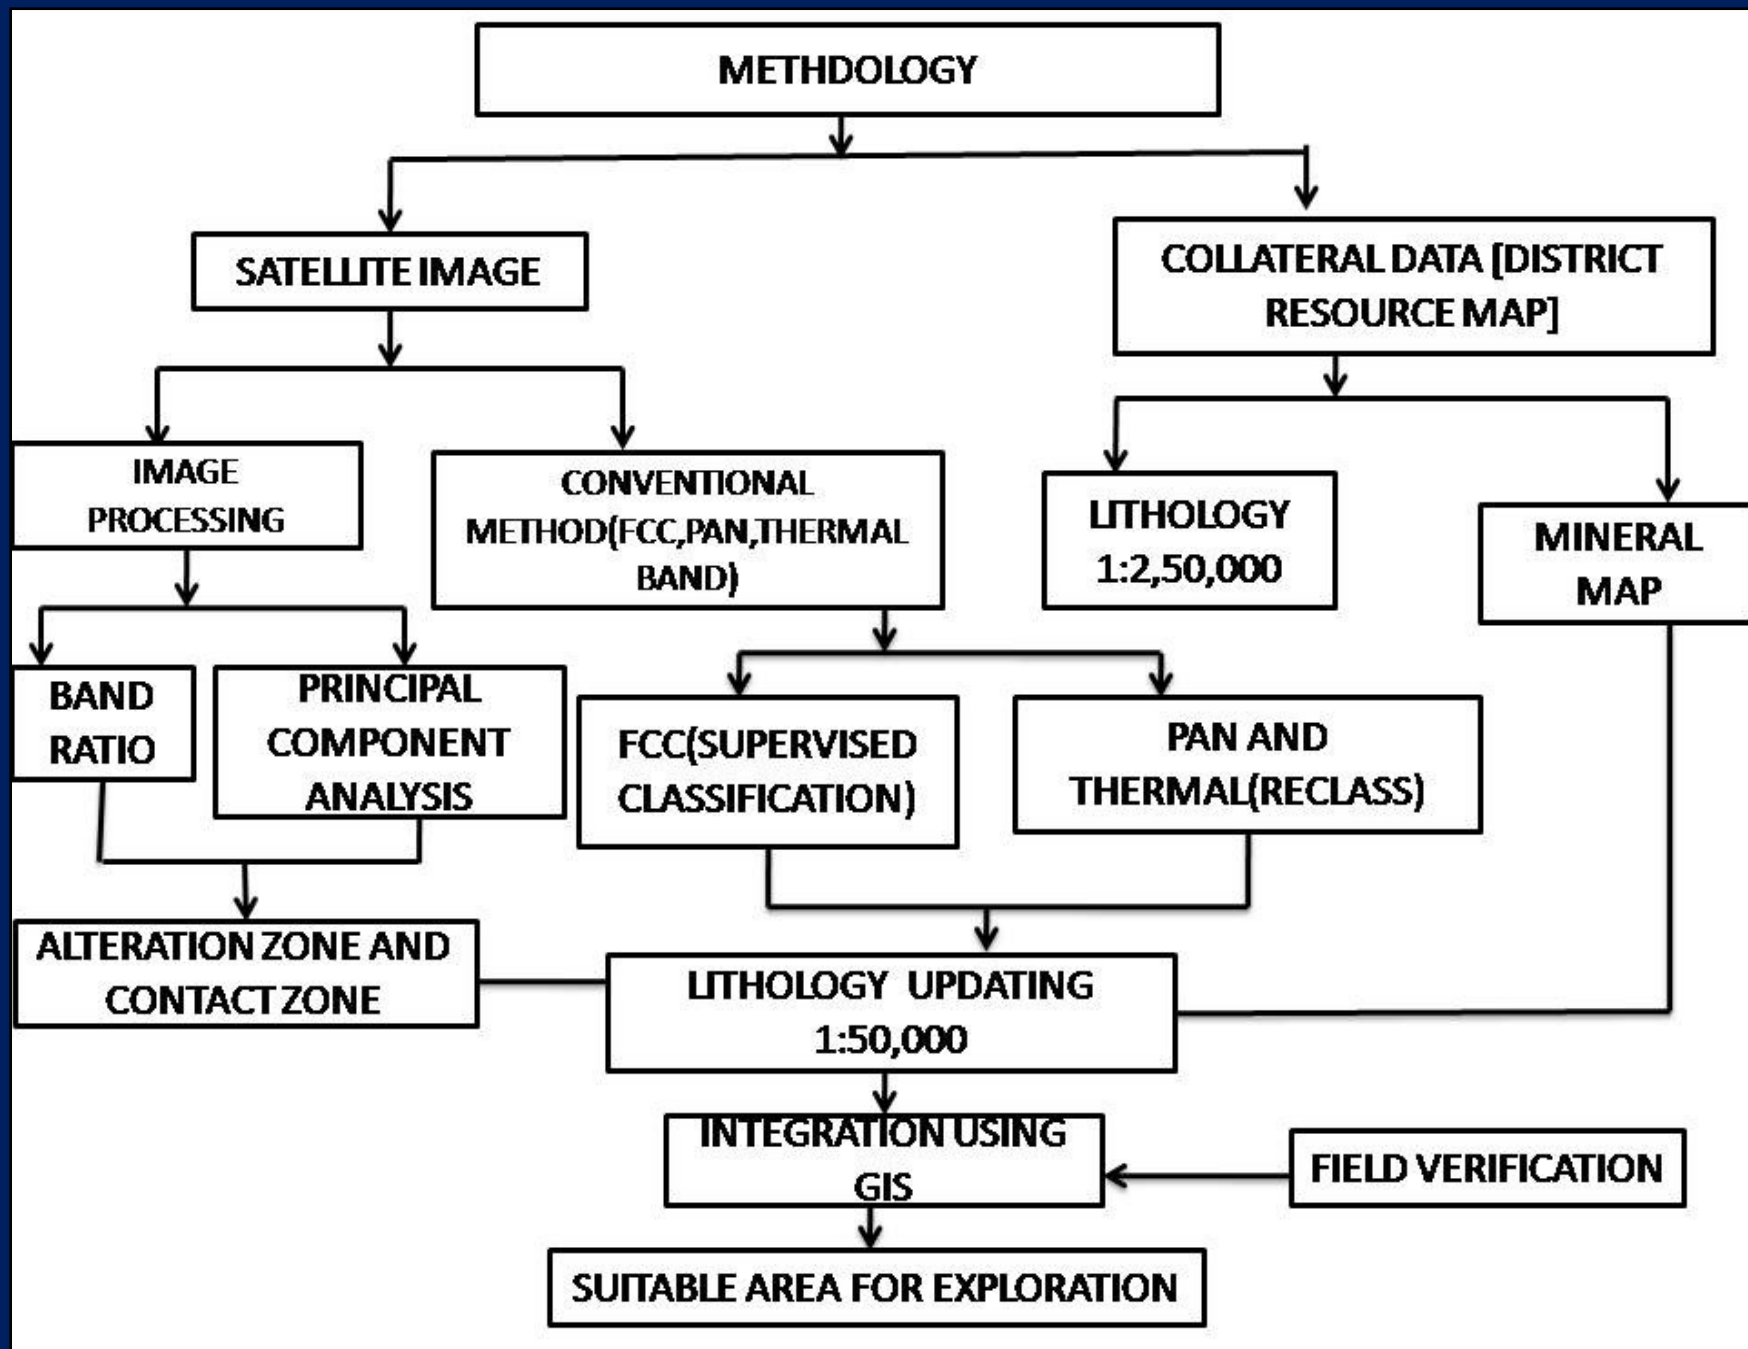 METHDOLOGY
SATELLITE IMAGE
COLLATERAL DATA [DISTRICT
RESOURCE MAP]
IMAGE
PROCESSING
CONVENTIONAL
METHOD(FCC,PAN,THERMAL
BAND)
LITHOLOGY
1:2,50,000
MINERAL
MAP
BAND
RATIO
PRINCIPAL
COMPONENT
ANALYSIS
FCC(SUPERVISED
CLASSIFICATION)
PAN AND
THERMAL(RECLASS)
ALTERATION ZONE AND
CONTACT ZONE
LITHOLOGY UPDATING
1:50,000
INTEGRATION USING
GIS
FIELD VERIFICATION
SUITABLE AREA FOR EXPLORATION